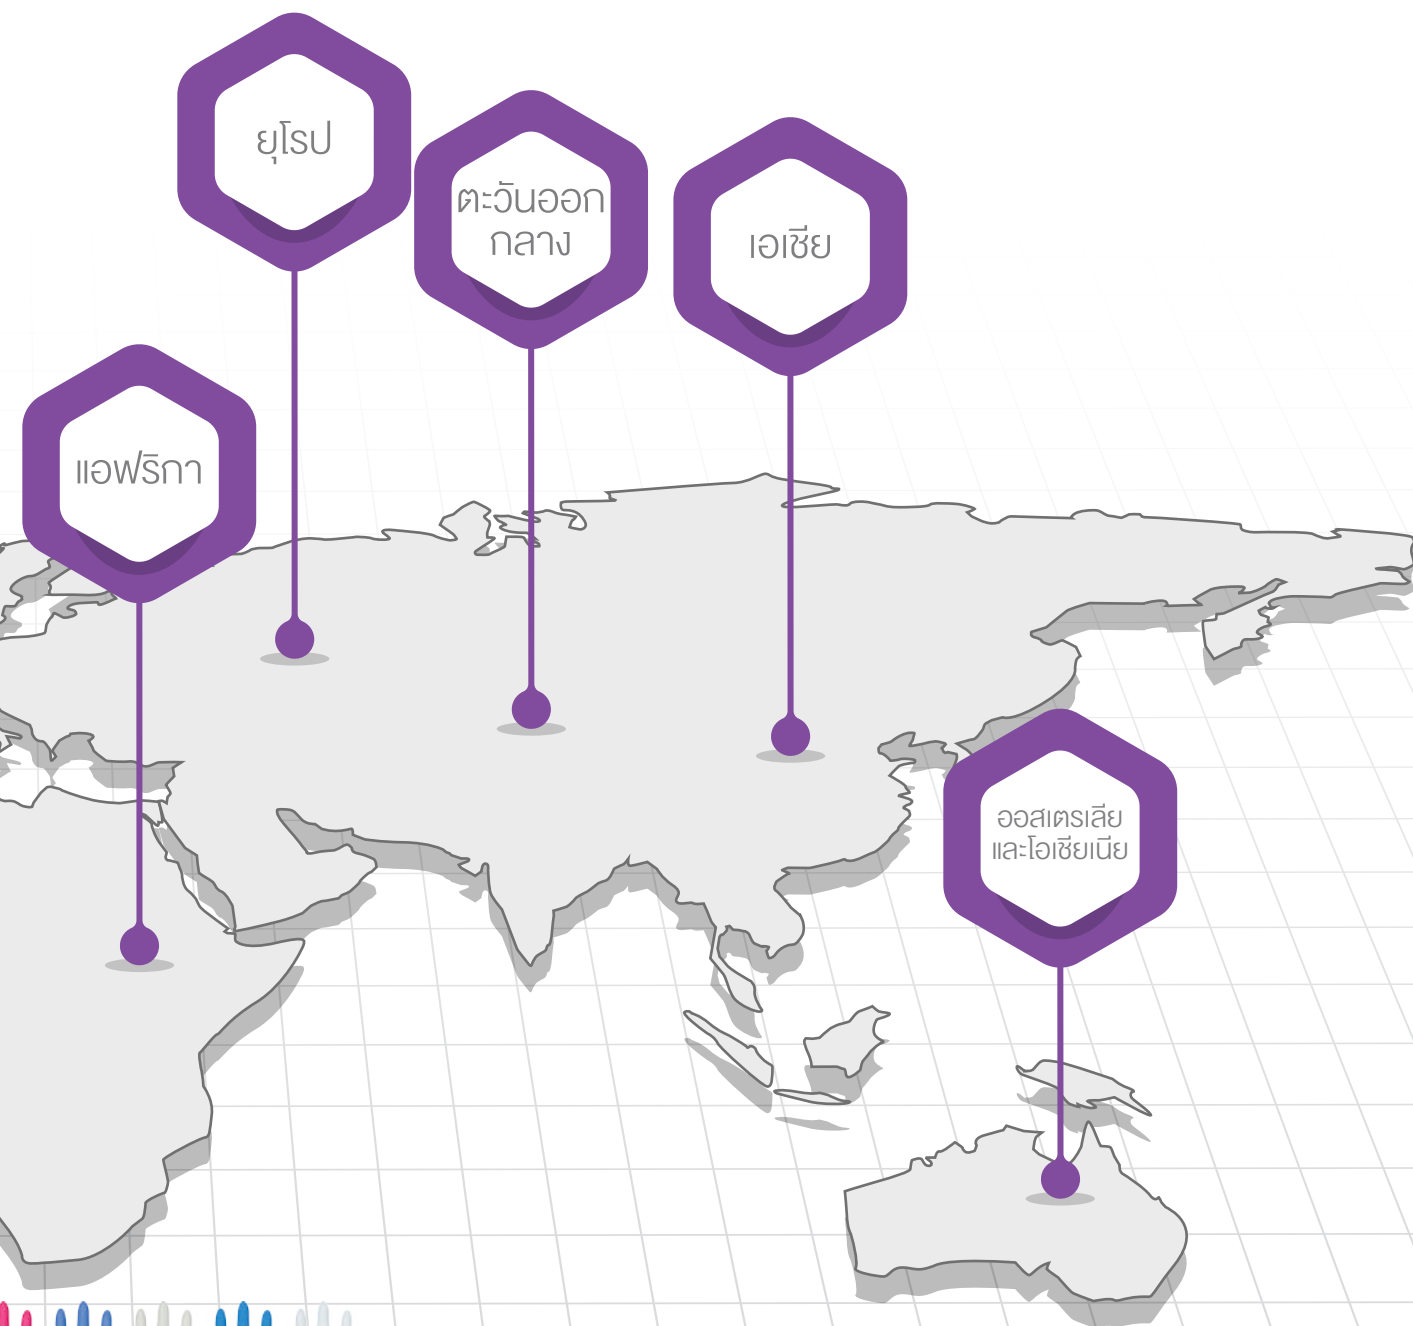 ยุโรป
ตะวันออก
กลาง
เอเชีย
แอฟริกา
ออสเตรเลีย
และโอเชียเนีย